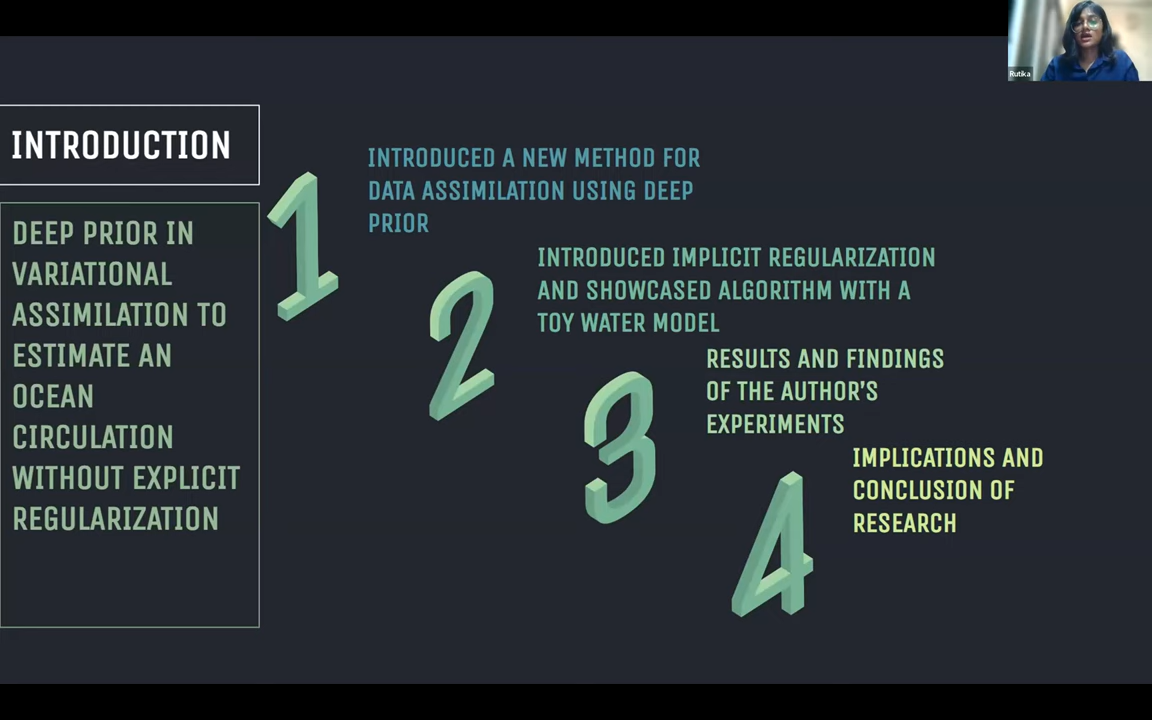 Rutika
INTRODUCTION
DEEP PRIOR IN
VARIATIONAL
ASSIMILATION TO
ESTIMATE AN
OCEAN
CIRCULATION
WITHOUT EXPLICIT
REGULARIZATION
1
INTRODUCED A NEW METHOD FOR
DATA ASSIMILATION USING DEEP
PRIOR
2
INTRODUCED IMPLICIT REGULARIZATION
AND SHOWCASED ALGORITHM WITH A
TOY WATER MODEL
3
RESULTS AND FINDINGS
OF THE AUTHOR'S
EXPERIMENTS
4
IMPLICATIONS AND
CONCLUSION OF
RESEARCH